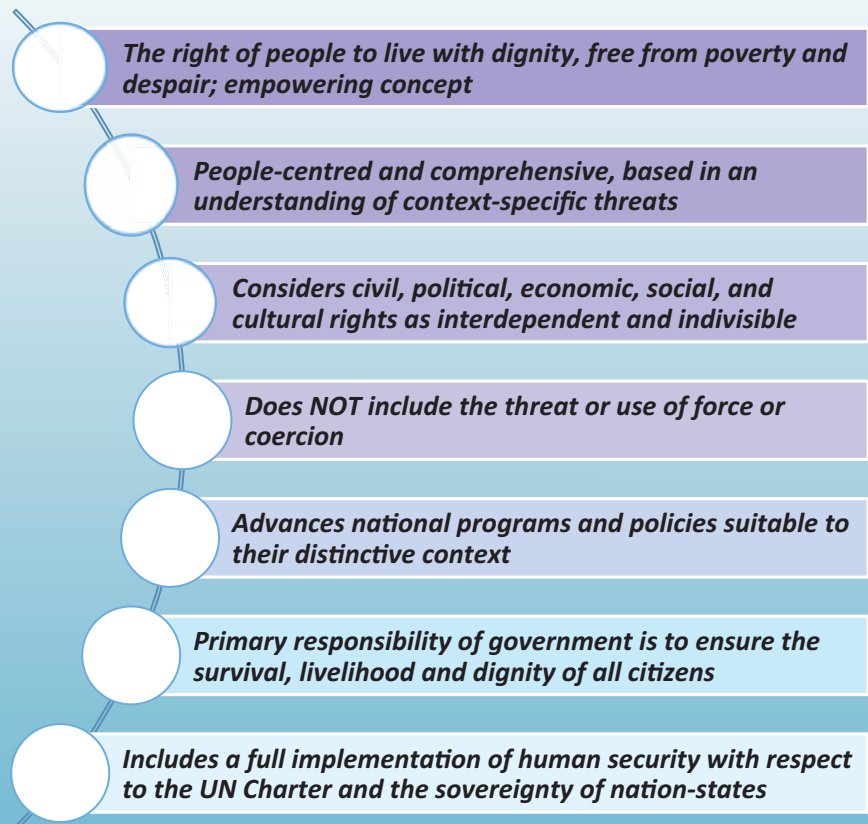 The right of people to live with dignity, free from poverty and
despair; empowering concept
People-centred and comprehensive, based in an
understanding of context-specific threats
Considers civil, political, economic, social, and
cultural rights as interdependent and indivisible
Does NOT include the threat or use of force or
coercion
Advances national programs and policies suitable to
their distinctive context
Primary responsibility of government is to ensure the
survival, livelihood and dignity of all citizens
Includes a full implementation of human security with respect
to the UN Charter and the sovereignty of nation-states